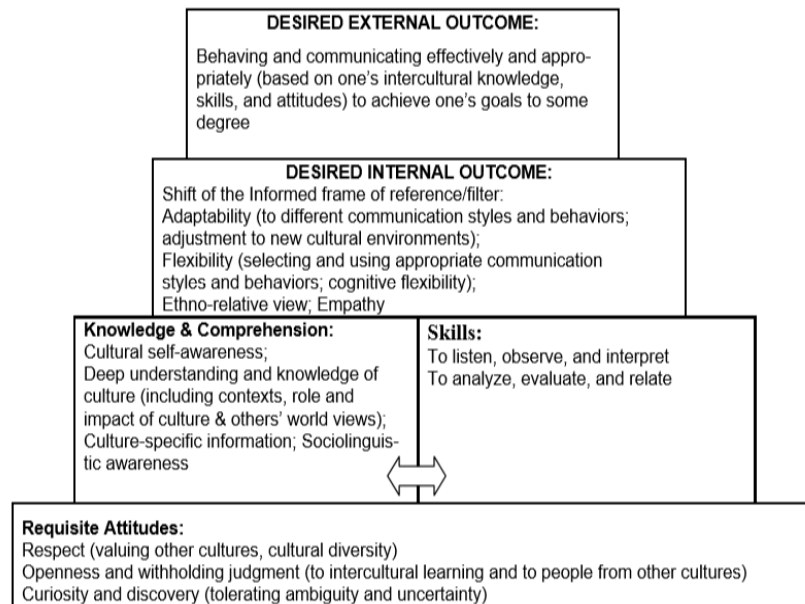 DESIRED EXTERNAL OUTCOME:
Behaving and communicating effectively and appro-
priately (based on one's intercultural knowledge,
skills, and attitudes) to achieve one's goals to some
degree
DESIRED INTERNAL OUTCOME:
Shift of the Informed frame of reference/filter:
Adaptability (to different communication styles and behaviors;
adjustment to new cultural environments);
Flexibility (selecting and using appropriate communication
styles and behaviors; cognitive flexibility);
Ethno-relative view; Empathy
Knowledge & Comprehension:
Cultural self-awareness;
Deep understanding and knowledge of
culture (including contexts, role and
impact of culture & others' world views);
Culture-specific information; Sociolinguis-
tic awareness
Skills:
To listen, observe, and interpret
To analyze, evaluate, and relate
Requisite Attitudes:
Respect (valuing other cultures, cultural diversity)
Openness and withholding judgment (to intercultural learning and to people from other cultures)
Curiosity and discovery (tolerating ambiguity and uncertainty)